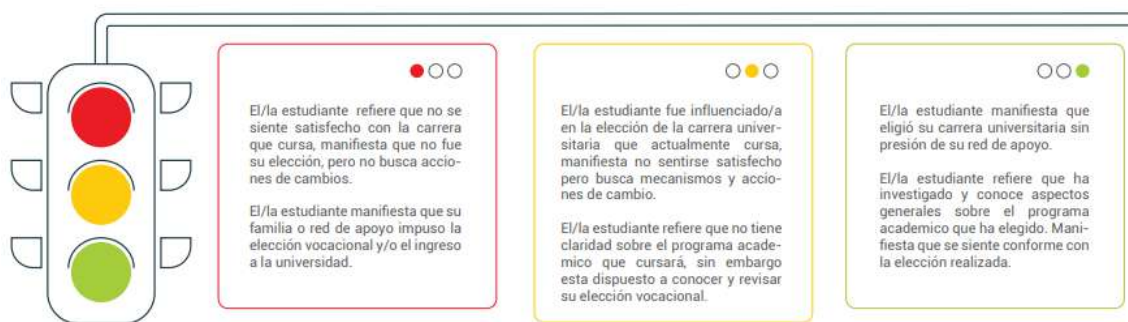 El/la estudiante refiere que no se
siente satisfecho con la carrera
que cursa, manifiesta que no fue
su elección, pero no busca accio-
nes de cambios.
El/la estudiante manifiesta que su
familia o red de apoyo impuso la
elección vocacional y/o el ingreso
a la universidad.
El/la estudiante fue influenciado/a
en la elección de la carrera univer-
sitaria que actualmente cursa,
manifiesta no sentirse satisfecho
pero busca mecanismos y accio-
nes de cambio.
El/la estudiante refiere que no tiene
claridad sobre el programa acade-
mico que cursará, sin embargo
esta dispuesto a conocer y revisar
su elección vocacional.
El/la estudiante manifiesta que
eligió su carrera universitaria sin
presión de su red de apoyo.
El/la estudiante refiere que ha
investigado y conoce aspectos
generales sobre el programa
academico que ha elegido. Mani-
fiesta que se siente conforme con
la elección realizada.